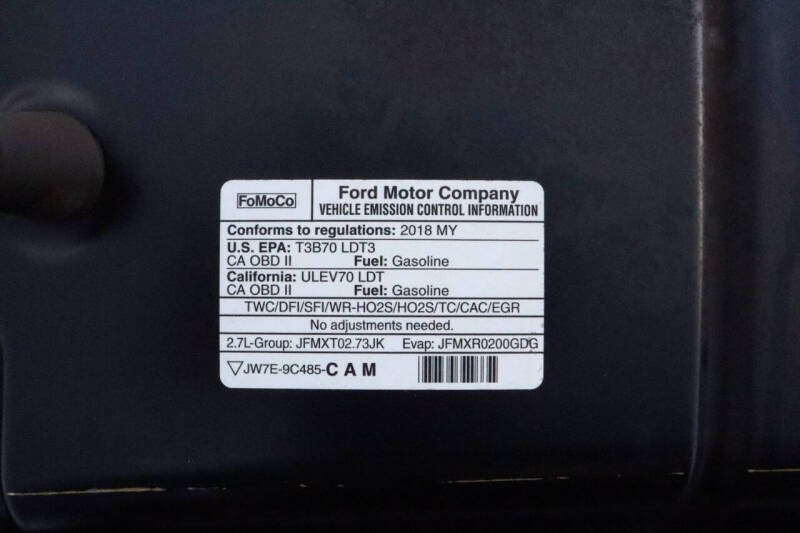 FoMoCo
Ford Motor Company
VEHICLE EMISSION CONTROL INFORMATION
Conforms to regulations: 2018 MY
U.S. EPA: T3B70 LDT3
CA OBD II Fuel: Gasoline
California: ULEV70 LDT
CA OBD II Fuel: Gasoline
TWC/DFI/SFI/WR-HO2S/HO2S/TC/CAC/EGR
No adjustments needed.
2.7L-Group: JFMXT02.73JK Evap: JFMXR0200GDG
▽JW7E-9C485-C A M